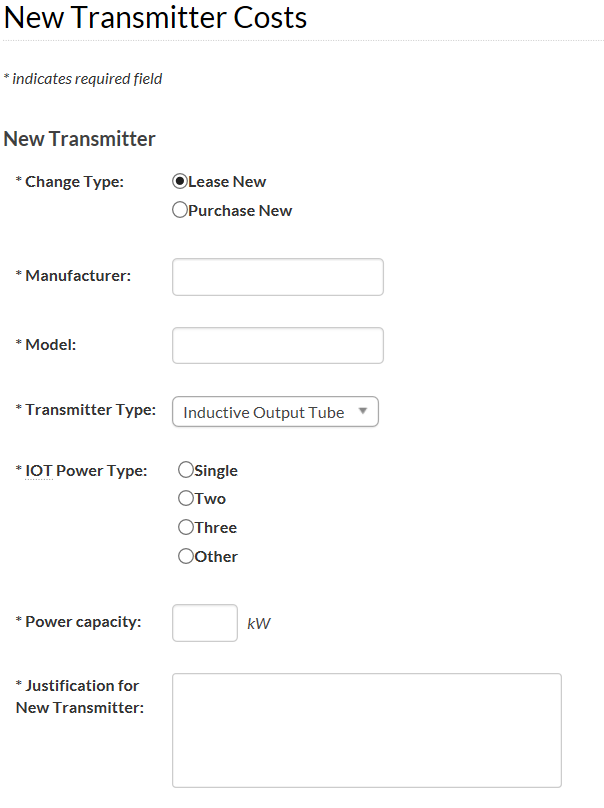 New Transmitter Costs
* indicates required field
New Transmitter
* Change Type: Lease New
Purchase New
* Manufacturer:
* Model:
* Transmitter Type: Inductive Output Tube
* IOT Power Type: Single
Two
Three
Other
* Power capacity: kW
* Justification for
New Transmitter: